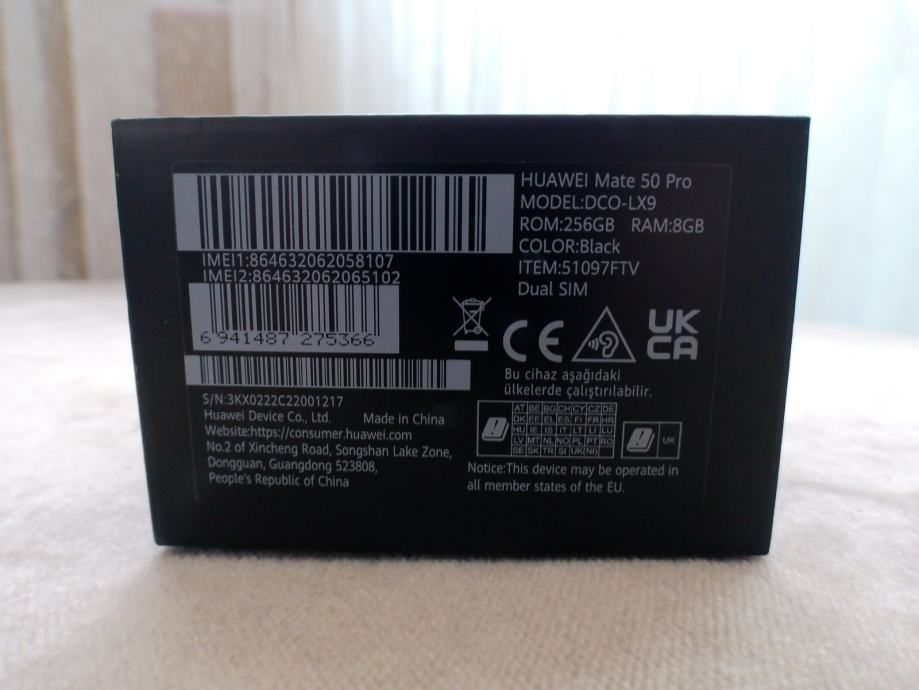 HUAWEI Mate 50 Pro
MODEL:DCO-LX9
ROM:256GB RAM:8GB
COLOR:Black
ITEM:51097FTV
Dual SIM
IMEI1:864632062058107
IMEI2:864632062065102
6 941487 275366
CE
UK
CA
Bu cihaz aşağıdaki
ülkelerde çalıştırılabilir.
S/N:3KX0222C22001217
Huawei Device Co., Ltd. Made in China
Website:https://consumer.huawei.com
No.2 of Xincheng Road, Songshan Lake Zone,
Dongguan, Guangdong 523808,
People's Republic of China
AT BE BG CH CY CZ DE
DK EE EL ES FI FR HR
HU IE IS IT LT LI LU
LV MT NL NO PL PT RO
SE SK TR SI UK(NI)
UK
Notice:This device may be operated in
all member states of the EU.